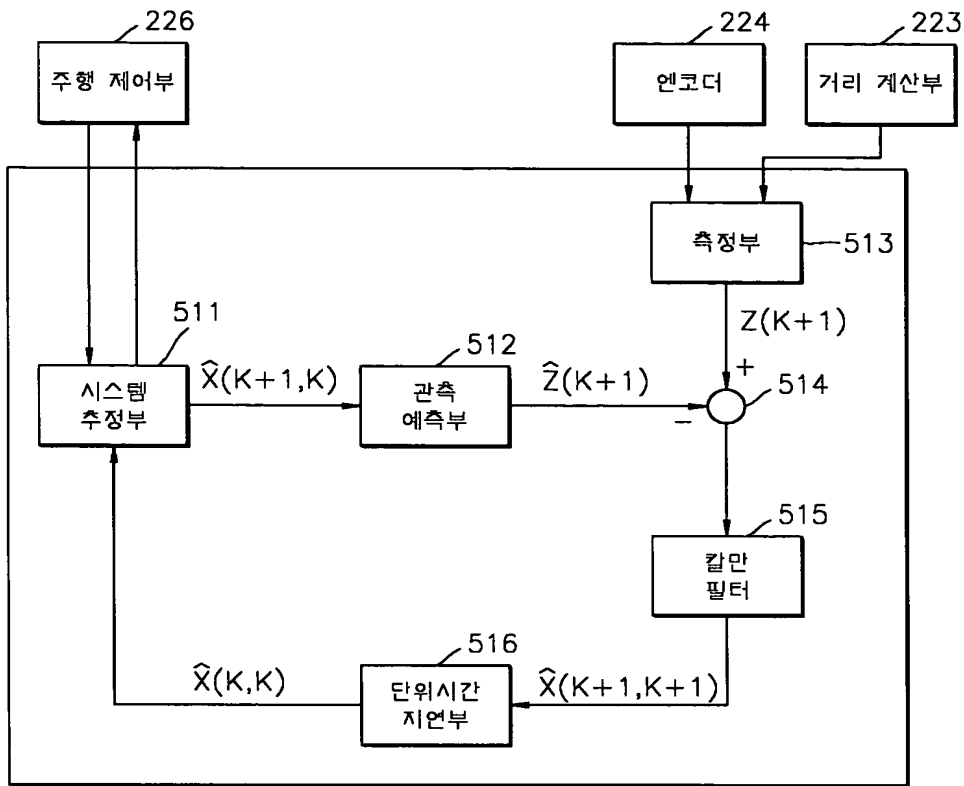 226
224
223
주행 제어부
엔코더
거리 계산부
측정부
513
Z(K+1)
511
시스템
추정부
X̂(K+1,K)
512
관측
예측부
Ẑ(K+1)
+
−
514
515
칼만
필터
516
단위시간
지연부
X̂(K,K)
X̂(K+1,K+1)